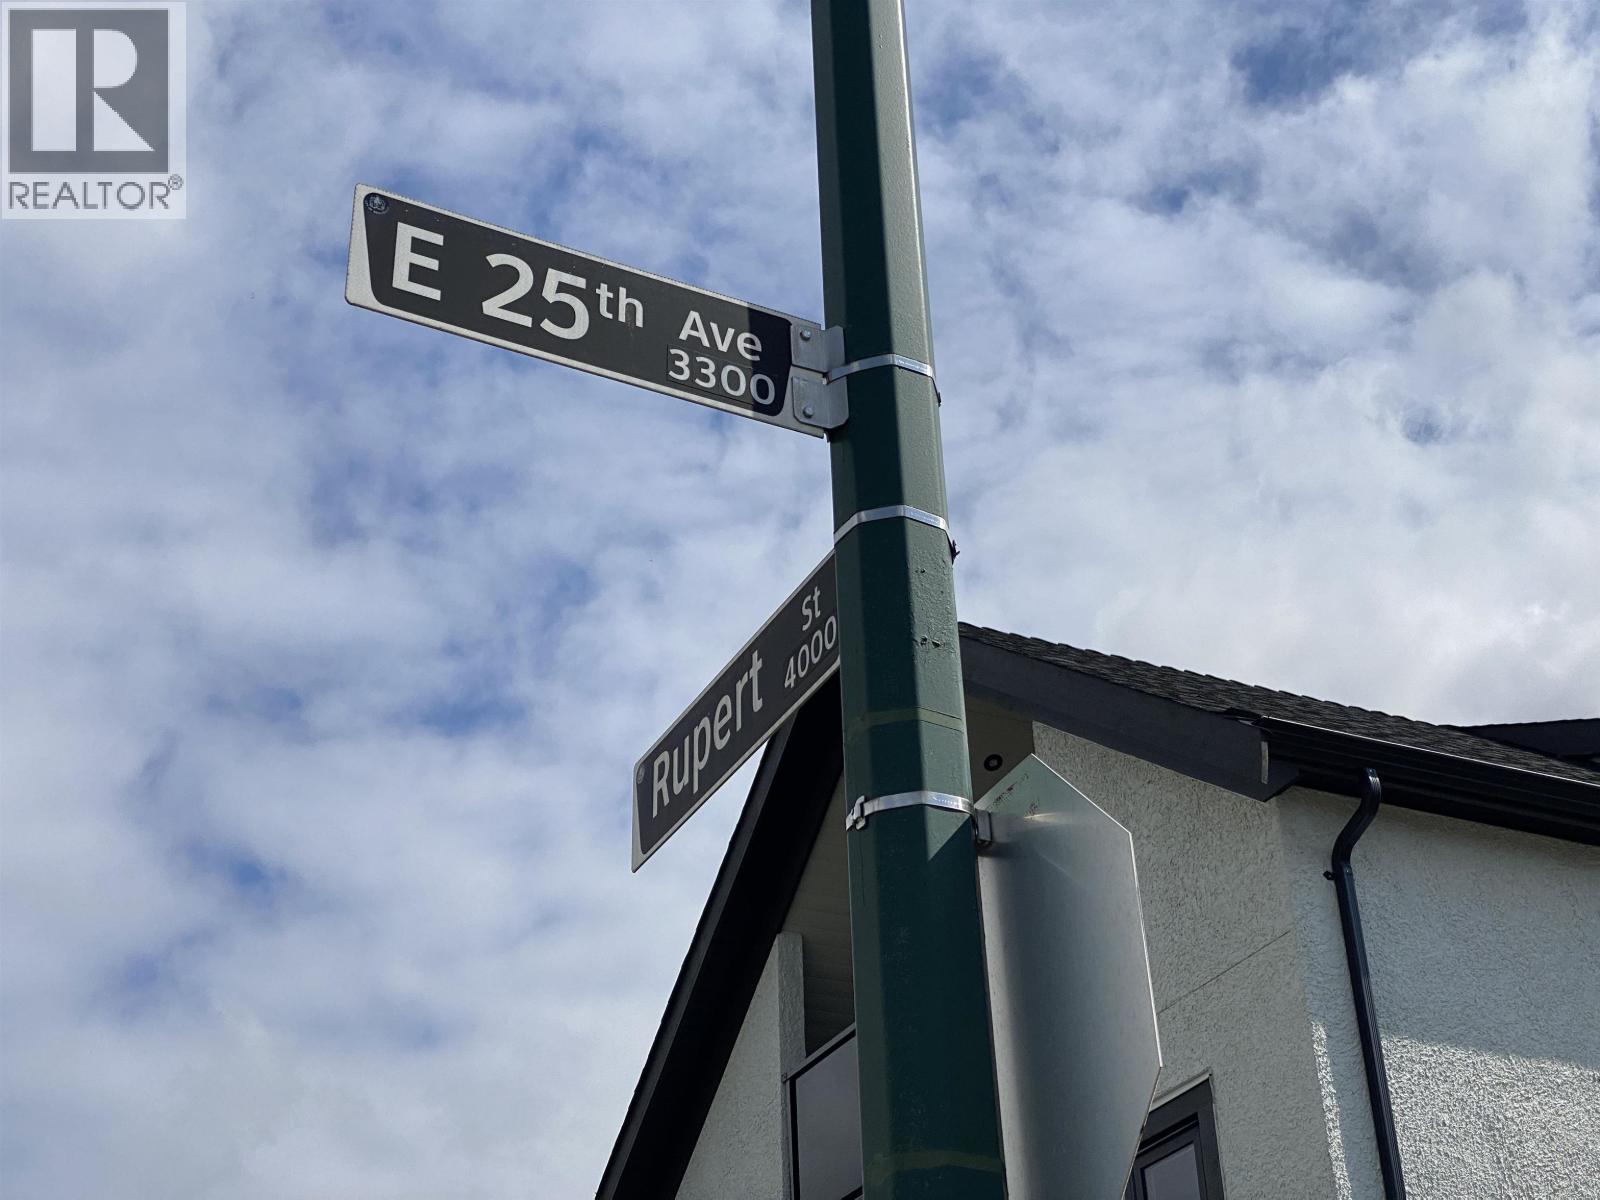 REALTOR®
E 25th Ave
3300
Rupert St
4000